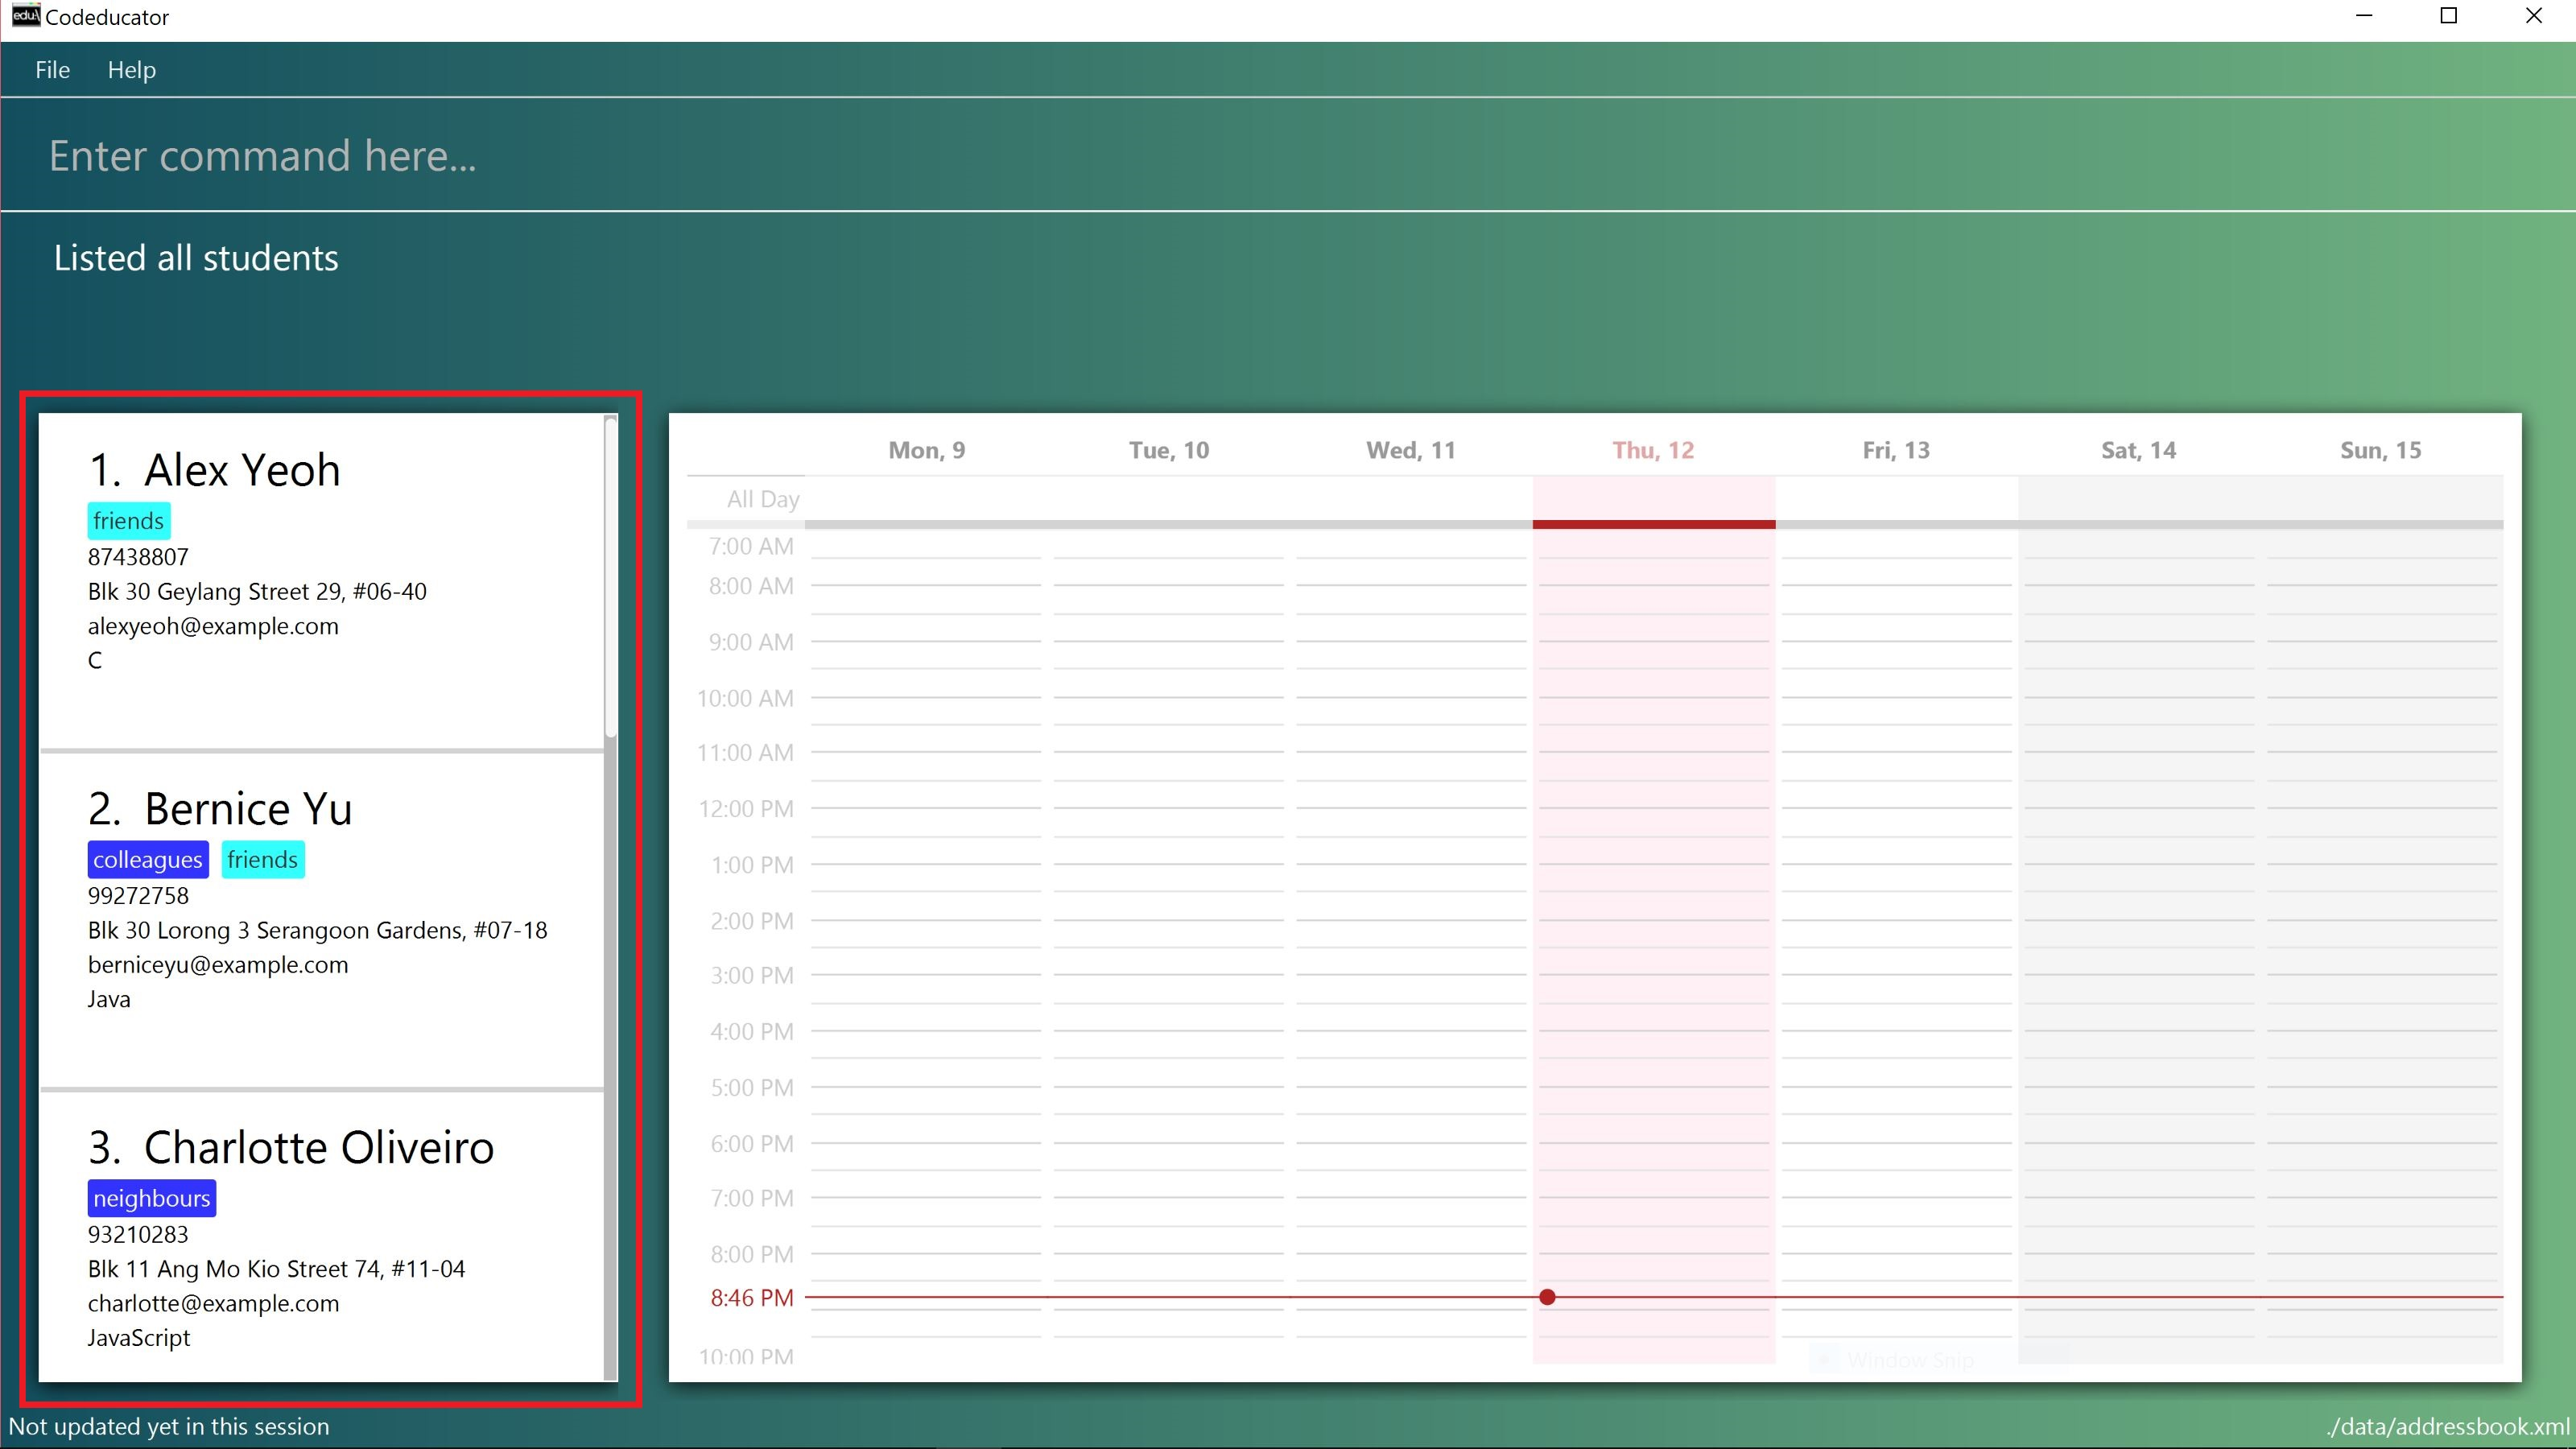 edu:\ Codeducator
File Help
Enter command here...
Listed all students
1. Alex Yeoh
friends
87438807
Blk 30 Geylang Street 29, #06-40
alexyeoh@example.com
C
2. Bernice Yu
colleagues friends
99272758
Blk 30 Lorong 3 Serangoon Gardens, #07-18
berniceyu@example.com
Java
3. Charlotte Oliveiro
neighbours
93210283
Blk 11 Ang Mo Kio Street 74, #11-04
charlotte@example.com
JavaScript
Mon, 9 Tue, 10 Wed, 11 Thu, 12 Fri, 13 Sat, 14 Sun, 15
All Day
7:00 AM
8:00 AM
9:00 AM
10:00 AM
11:00 AM
12:00 PM
1:00 PM
2:00 PM
3:00 PM
4:00 PM
5:00 PM
6:00 PM
7:00 PM
8:00 PM
8:46 PM
10:00 PM
Window Snip
Not updated yet in this session
./data/addressbook.xml